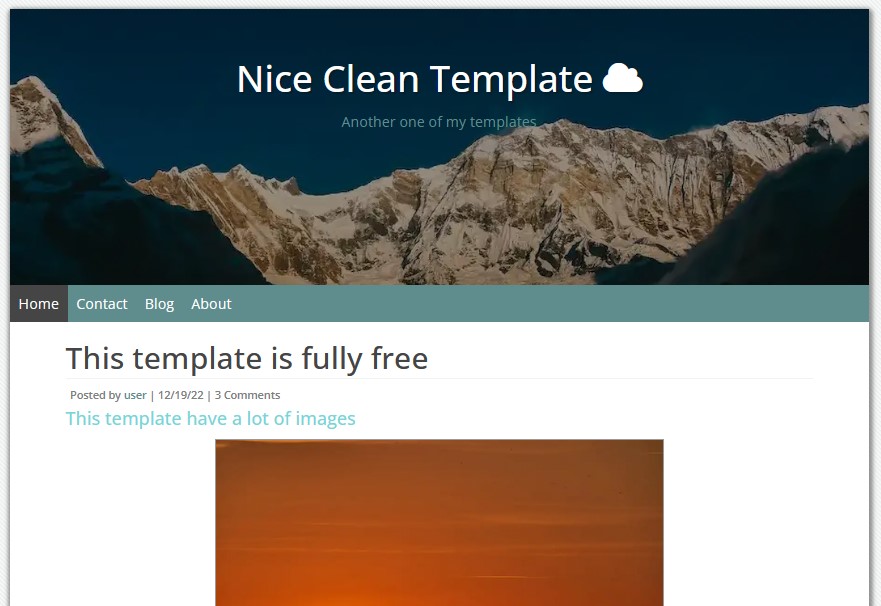 Nice Clean Template
Another one of my templates
Home Contact Blog About
This template is fully free
Posted by user | 12/19/22 | 3 Comments
This template have a lot of images